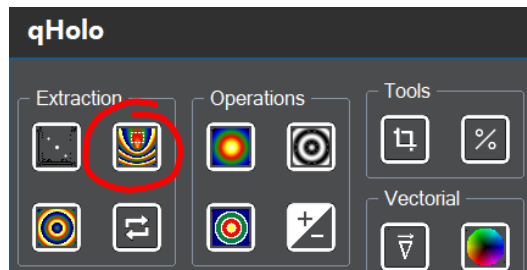 qHolo
Extraction
Operations
Tools
Vectorial